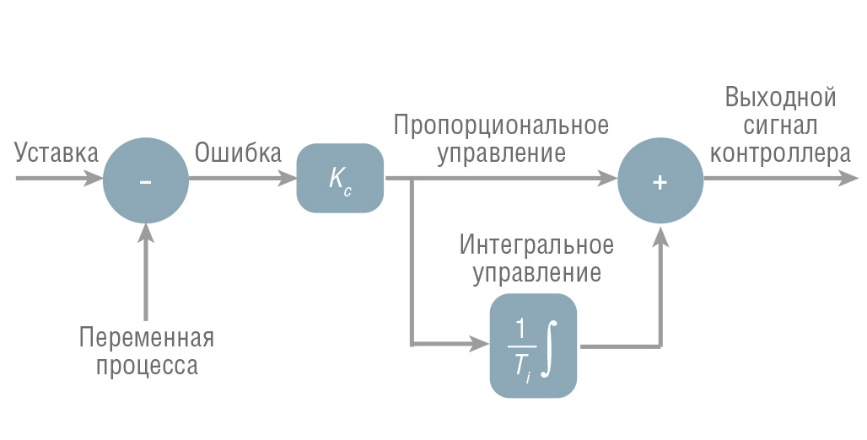 Уставка
-
Ошибка
Kc
Пропорциональное
управление
+
Выходной
сигнал
контроллера
Интегральное
управление
1
Ti
∫
Переменная
процесса